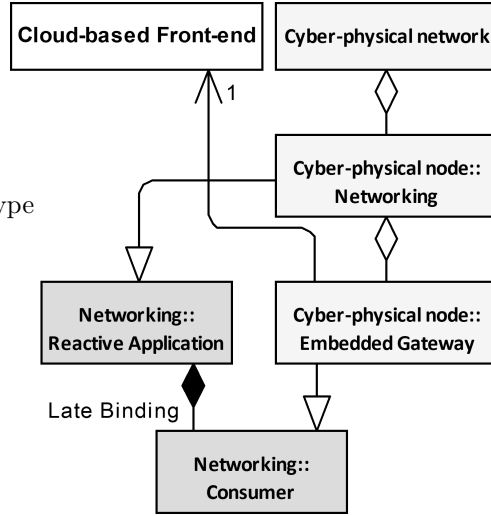 Cloud-based Front-end
Cyber-physical network
1
Cyber-physical node::
Networking
ype
Networking::
Reactive Application
Cyber-physical node::
Embedded Gateway
Late Binding
Networking::
Consumer